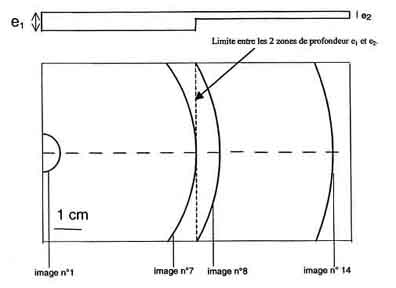 e1
e2
Limite entre les 2 zones de profondeur e1 et e2.
1 cm
image n°1
image n°7
image n°8
image n° 14